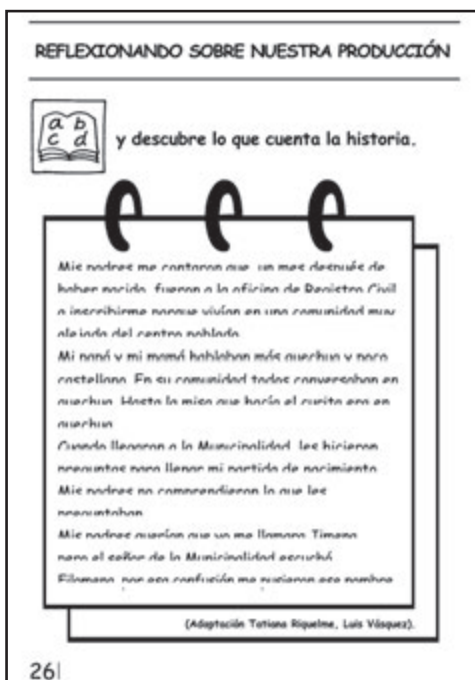 REFLEXIONANDO SOBRE NUESTRA PRODUCCIÓN
a b
c d
y descubre lo que cuenta la historia.
Mis padres me contaron que, un mes después de
haber nacido, fueron a la oficina de Registro Civil
a inscribirme porque vivían en una comunidad muy
alejada del centro poblado.
Mi papá y mi mamá hablaban más quechua y poco
castellano. En su comunidad todos conversaban en
quechua. Hasta la misa que hacía el curita era en
quechua.
Cuando llegaron a la Municipalidad, les hicieron
preguntas para llenar mi partida de nacimiento.
Mis padres no comprendieron lo que les
preguntaban.
Mis padres querían que yo me llamara Timena
pero el señor de la Municipalidad escuchó
Filomena, por esa confusión me pusieron ese nombre
(Adaptación Tatiana Riquelme, Luis Vásquez).
26